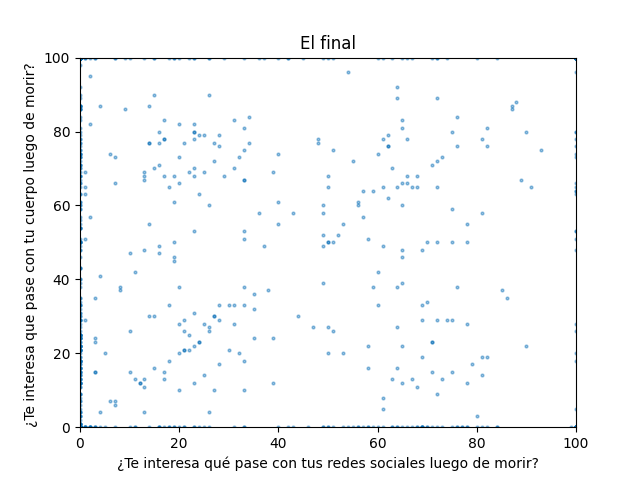 El final
¿Te interesa que pase con tu cuerpo luego de morir?
100
80
60
40
20
0
0 20 40 60 80 100
¿Te interesa qué pase con tus redes sociales luego de morir?